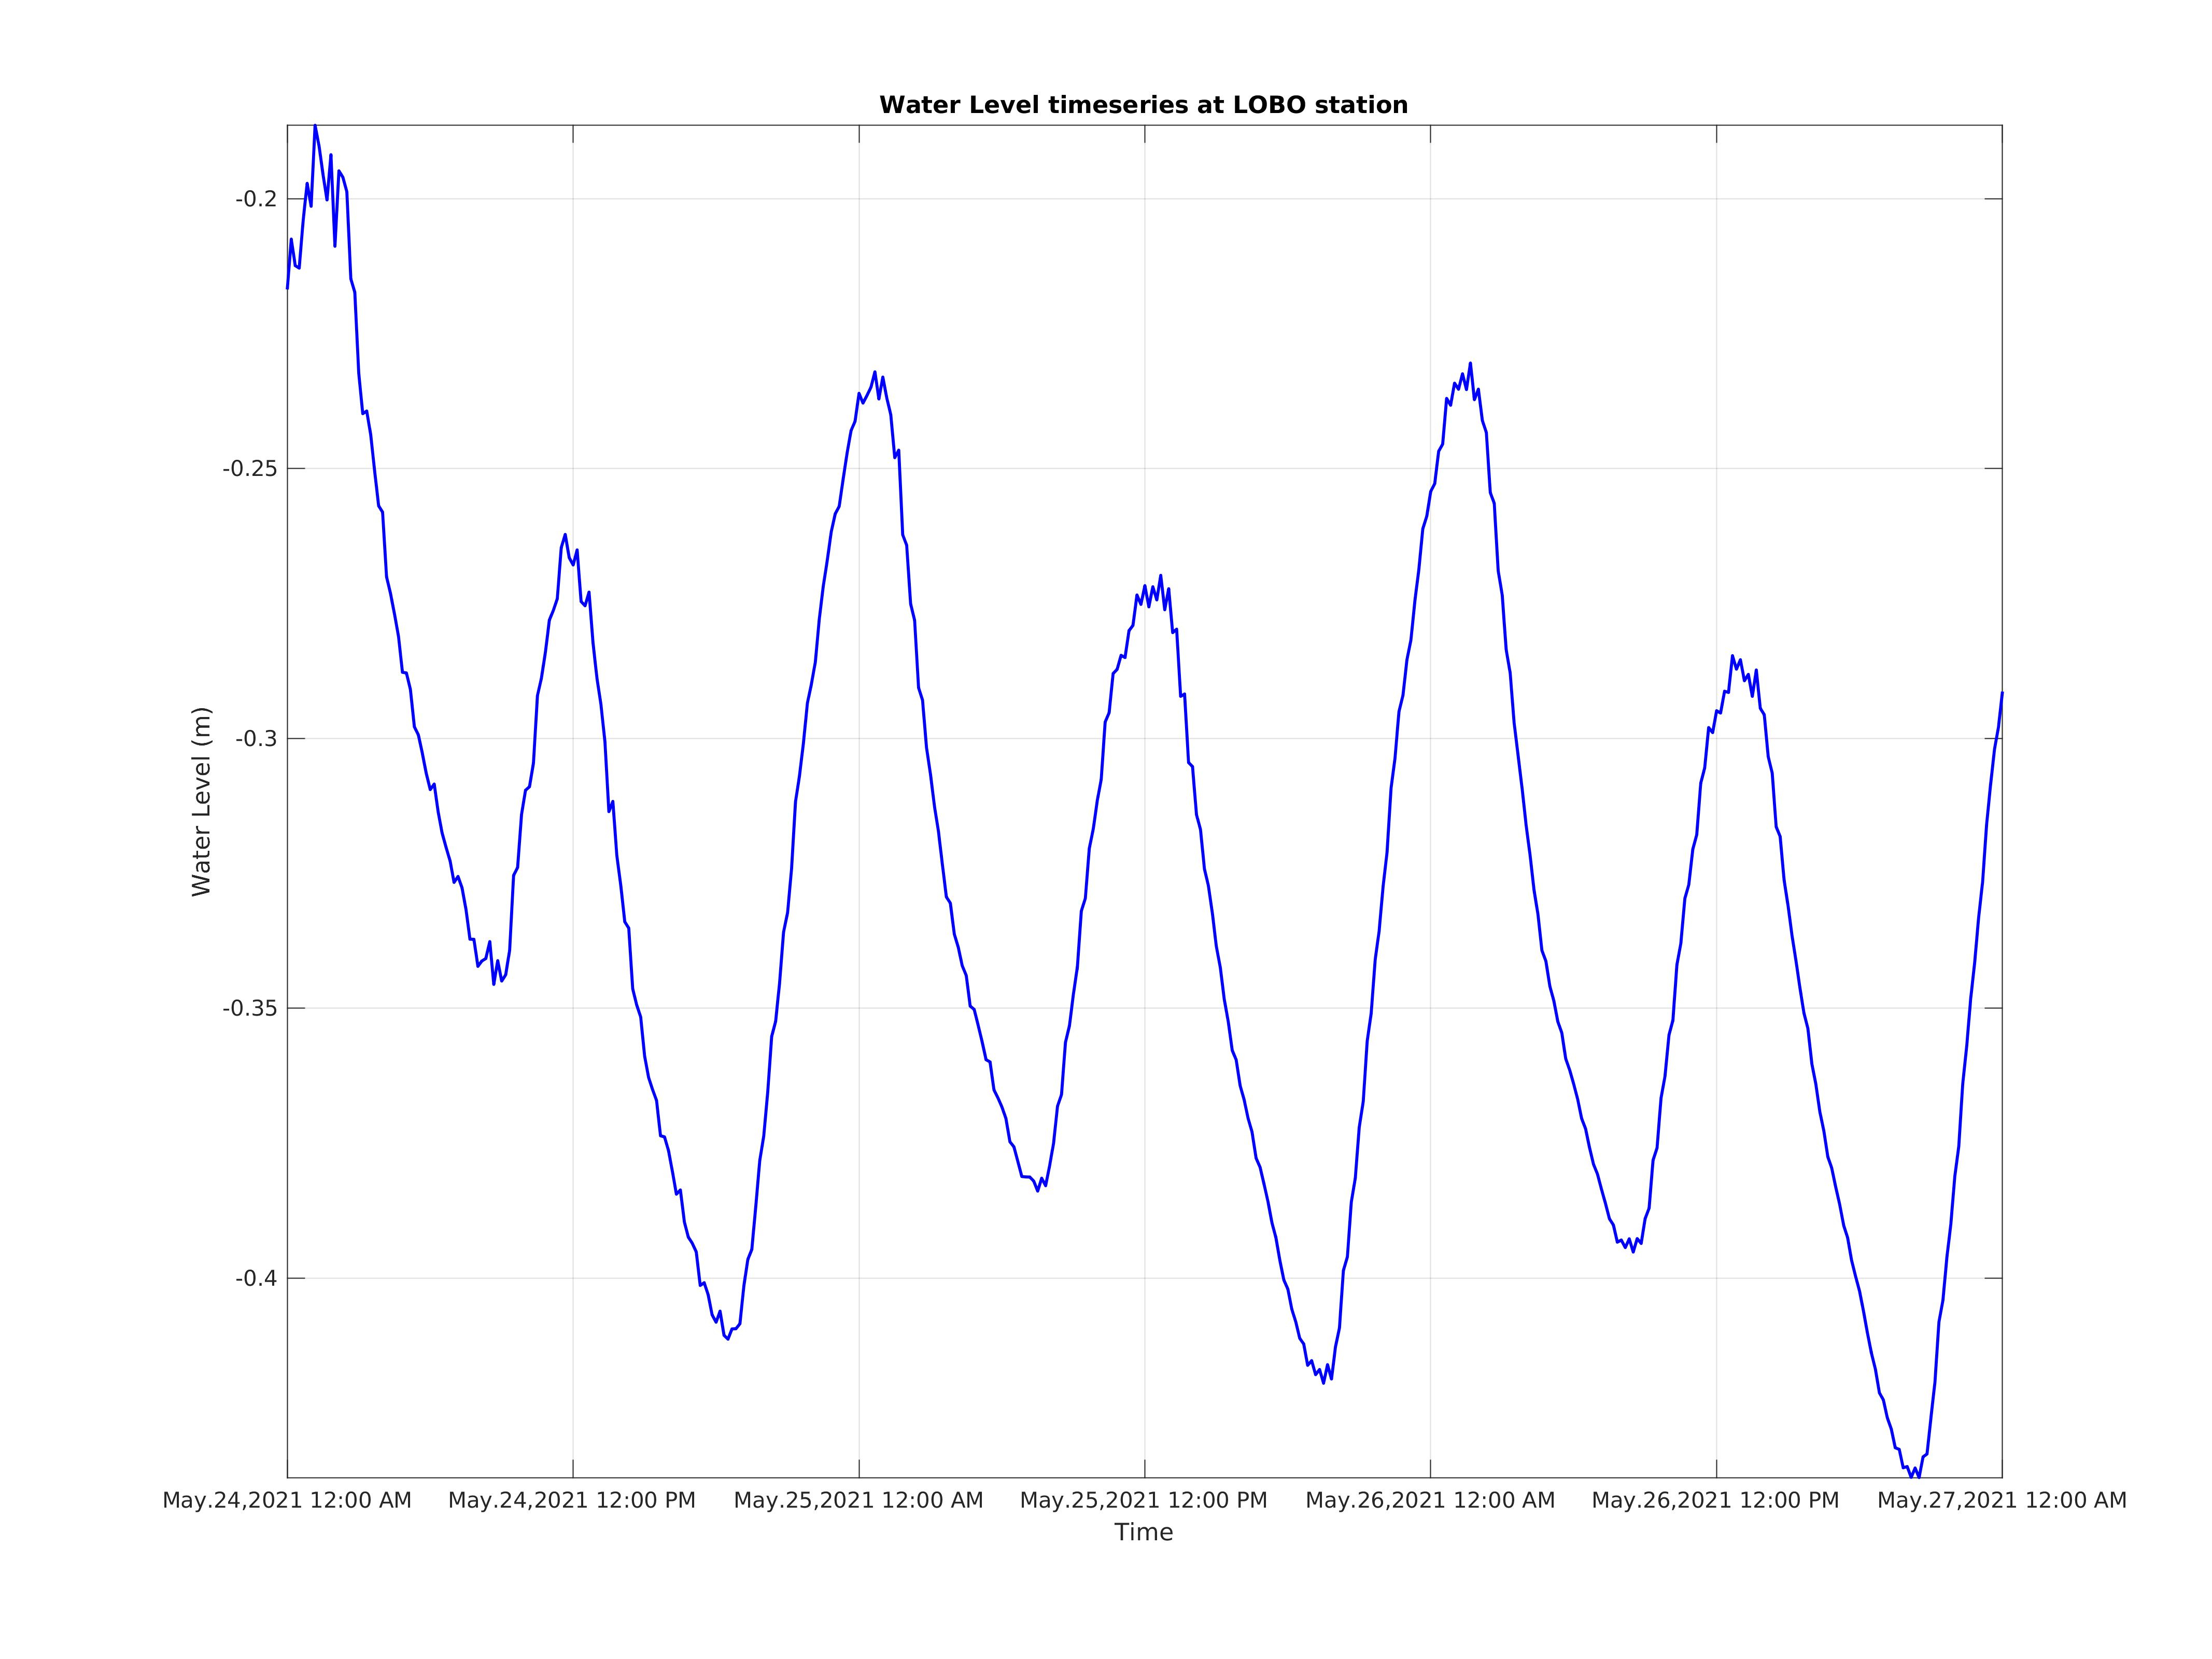 Water Level timeseries at LOBO station
-0.2
-0.25
-0.3
-0.35
-0.4
Water Level (m)
May.24,2021 12:00 AM May.24,2021 12:00 PM May.25,2021 12:00 AM May.25,2021 12:00 PM May.26,2021 12:00 AM May.26,2021 12:00 PM May.27,2021 12:00 AM
Time